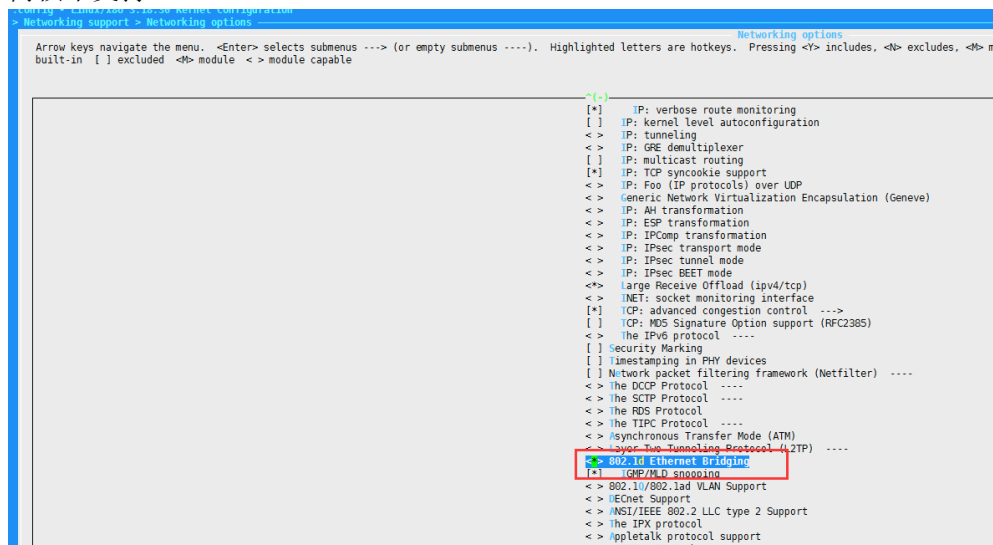 .config - Linux/x86 3.18.30 Kernel Configuration
> Networking support > Networking options
Networking options
Arrow keys navigate the menu. <Enter> selects submenus ---> (or empty submenus ----). Highlighted letters are hotkeys. Pressing <Y> includes, <N> excludes, <M> m
built-in [ ] excluded <M> module < > module capable
^(-)
[*] IP: verbose route monitoring
[ ] IP: kernel level autoconfiguration
< > IP: tunneling
< > IP: GRE demultiplexer
[ ] IP: multicast routing
[*] IP: TCP syncookie support
< > IP: Foo (IP protocols) over UDP
< > Generic Network Virtualization Encapsulation (Geneve)
< > IP: AH transformation
< > IP: ESP transformation
< > IP: IPComp transformation
< > IP: IPsec transport mode
< > IP: IPsec tunnel mode
< > IP: IPsec BEET mode
<*> Large Receive Offload (ipv4/tcp)
< > INET: socket monitoring interface
[*] TCP: advanced congestion control --->
[ ] TCP: MD5 Signature Option support (RFC2385)
< > The IPv6 protocol ----
[ ] Security Marking
[ ] Timestamping in PHY devices
[ ] Network packet filtering framework (Netfilter) ----
< > The DCCP Protocol ----
< > The SCTP Protocol ----
< > The RDS Protocol
< > The TIPC Protocol ----
< > Asynchronous Transfer Mode (ATM)
< > Layer Two Tunneling Protocol (L2TP) ----
<*> 802.1d Ethernet Bridging
[*] IGMP/MLD snooping
< > 802.1Q/802.1ad VLAN Support
< > DECnet Support
< > ANSI/IEEE 802.2 LLC type 2 Support
< > The IPX protocol
< > Appletalk protocol support